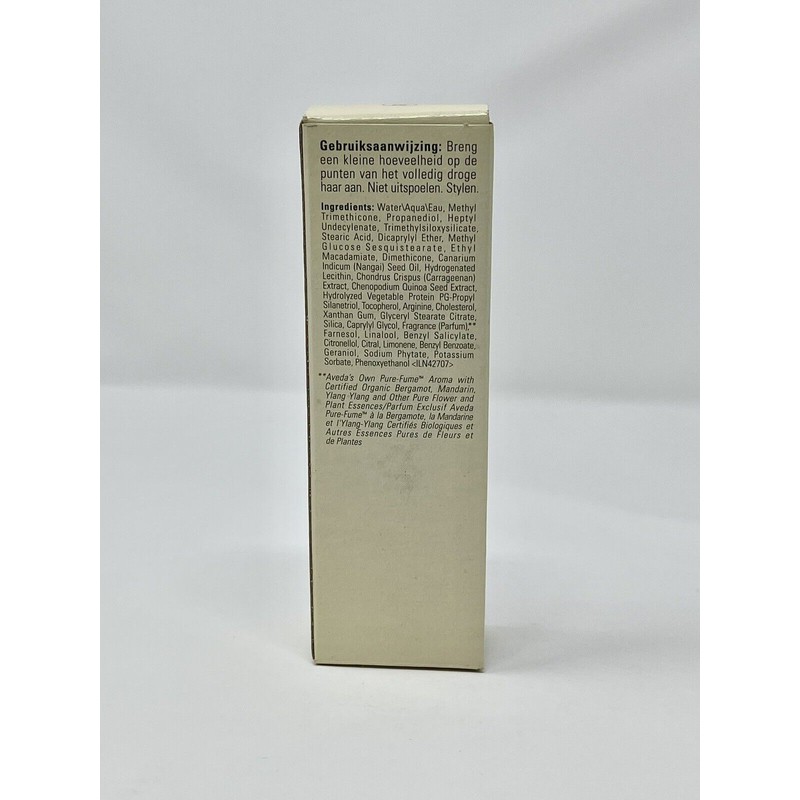 Gebruiksaanwijzing: Breng
een kleine hoeveelheid op de
punten van het volledig droge
haar aan. Niet uitspoelen. Stylen.
Ingredients: Water\Aqua\Eau, Methyl
Trimethicone, Propanediol, Heptyl
Undecylenate, Trimethylsiloxysilicate,
Stearic Acid, Dicaprylyl Ether, Methyl
Glucose Sesquistearate, Ethyl
Macadamiate, Dimethicone, Canarium
Indicum (Nangai) Seed Oil, Hydrogenated
Lecithin, Chondrus Crispus (Carrageenan)
Extract, Chenopodium Quinoa Seed Extract,
Hydrolyzed Vegetable Protein PG-Propyl
Silanetriol, Tocopherol, Arginine, Cholesterol,
Xanthan Gum, Glyceryl Stearate Citrate,
Silica, Caprylyl Glycol, Fragrance (Parfum),**
Farnesol, Linalool, Benzyl Salicylate,
Citronellol, Citral, Limonene, Benzyl Benzoate,
Geraniol, Sodium Phytate, Potassium
Sorbate, Phenoxyethanol <ILN42707>
**Aveda's Own Pure-Fume™ Aroma with
Certified Organic Bergamot, Mandarin,
Ylang Ylang and Other Pure Flower and
Plant Essences/Parfum Exclusif Aveda
Pure-Fume™ à la Bergamote, la Mandarine
et l'Ylang-Ylang Certifiés Biologiques et
Autres Essences Pures de Fleurs et
de Plantes